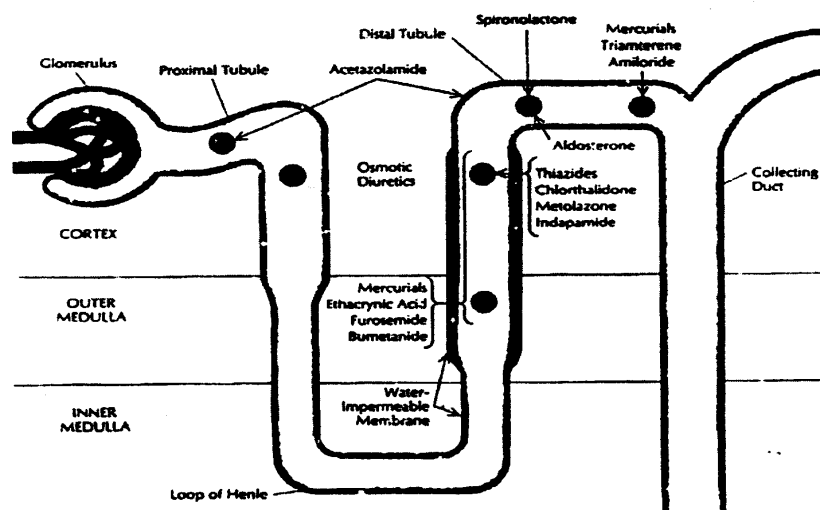 Spironolactone
Mercurials
Triamterene
Amiloride
Distal Tubule
Glomerulus
Proximal Tubule
Acetazolamide
Aldosterone
Osmotic
Diuretics
Thiazides
Chlorthalidone
Metolazone
Indapamide
Collecting
Duct
CORTEX
Mercurials
Ethacrynic Acid
Furosemide
Bumetanide
OUTER
MEDULLA
Water-
Impermeable
Membrane
INNER
MEDULLA
Loop of Henle